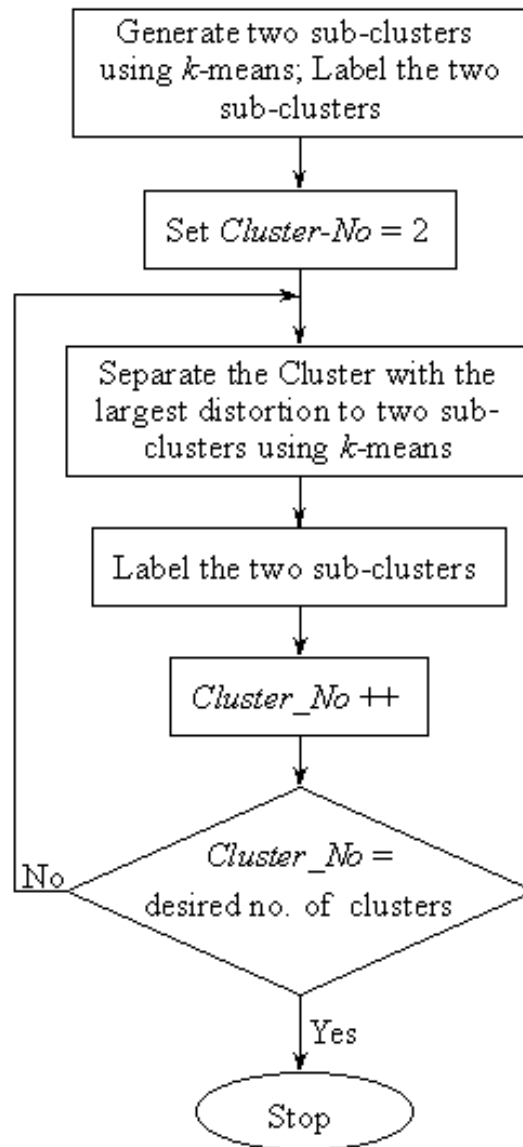 Generate two sub-clusters
using k-means; Label the two
sub-clusters
Set Cluster-No = 2
Separate the Cluster with the
largest distortion to two sub-
clusters using k-means
Label the two sub-clusters
Cluster_No ++
Cluster_No =
desired no. of clusters
No
Yes
Stop